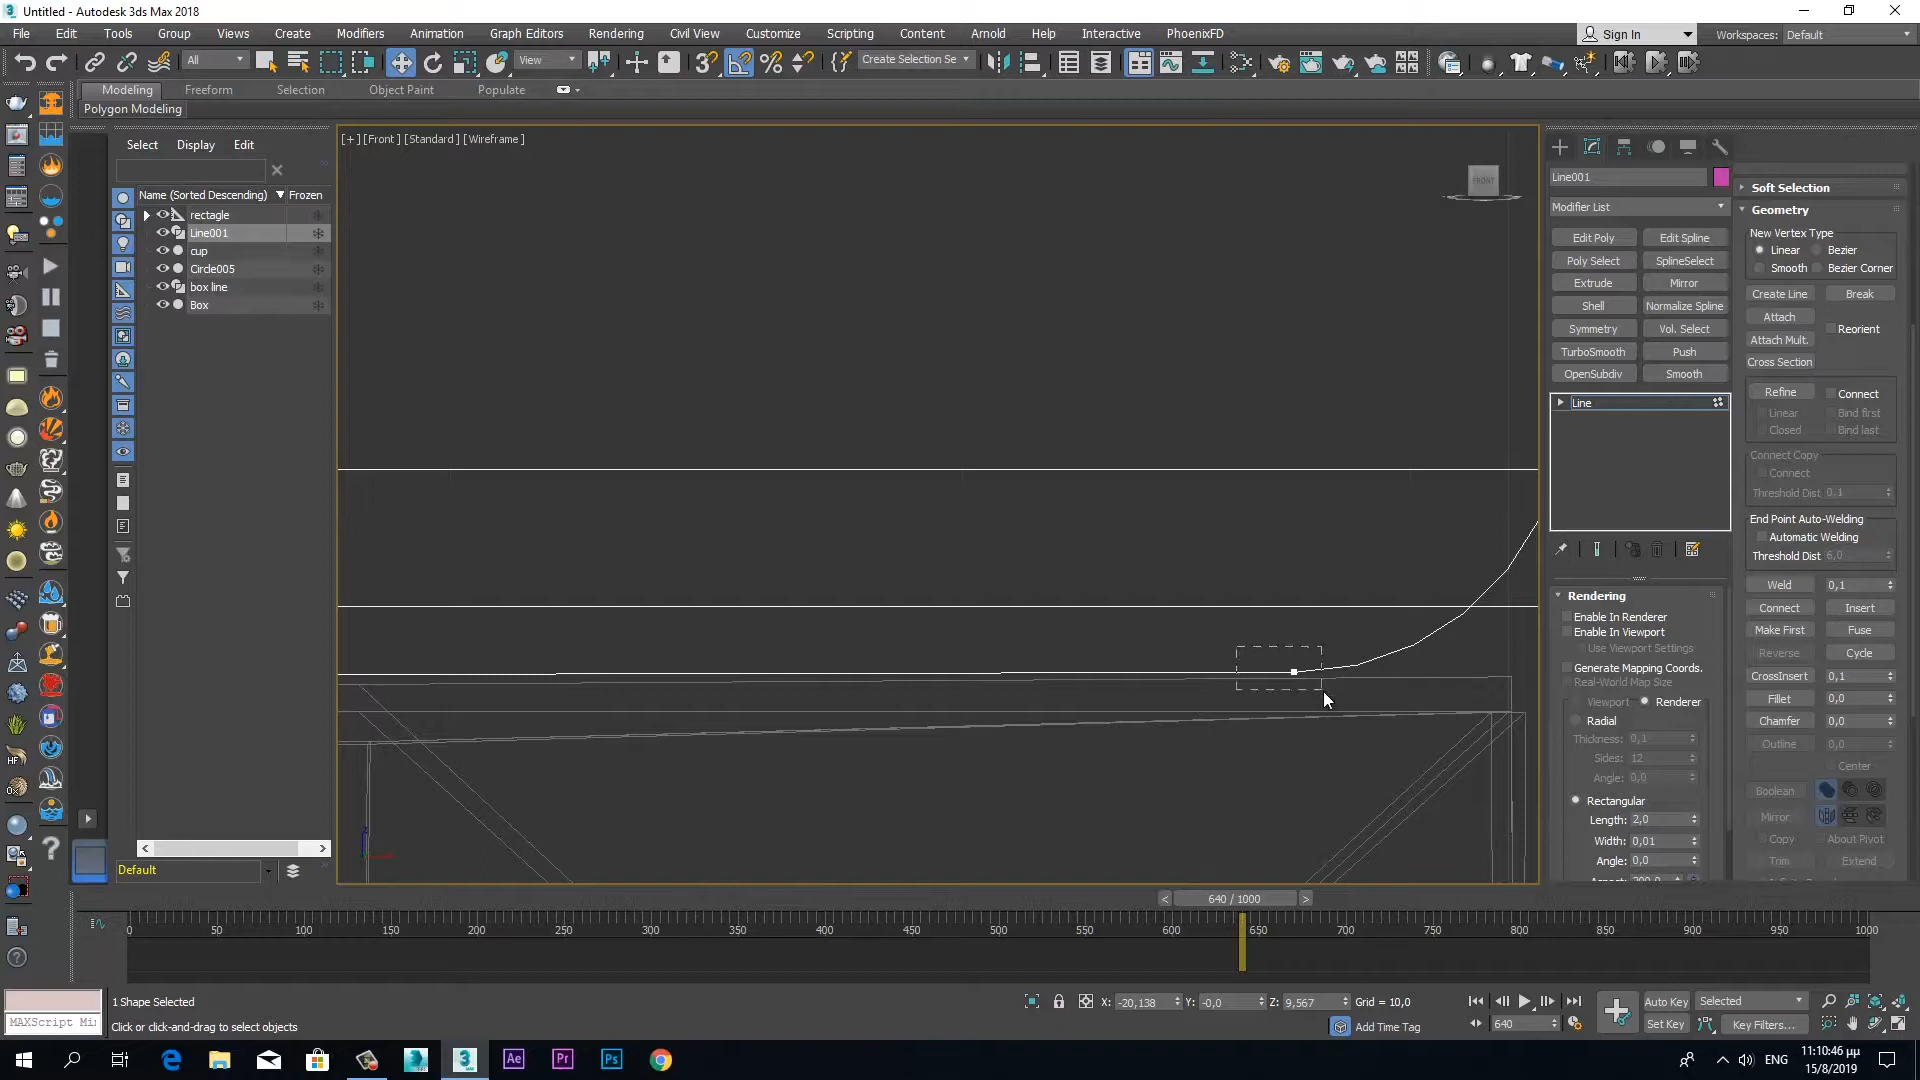 Untitled - Autodesk 3ds Max 2018
File Edit Tools Group Views Create Modifiers Animation Graph Editors Rendering Civil View Customize Scripting Content Arnold Help Interactive PhoenixFD
Sign In
Workspaces: Default
All
View
Create Selection Se
Modeling Freeform Selection Object Paint Populate
Polygon Modeling
Select Display Edit
Name (Sorted Descending) Frozen
rectagle
Line001
cup
Circle005
box line
Box
Default
[+] [Front] [Standard] [Wireframe]
FRONT
Line001
Modifier List
Edit Poly Edit Spline
Poly Select SplineSelect
Extrude Mirror
Shell Normalize Spline
Symmetry Vol. Select
TurboSmooth Push
OpenSubdiv Smooth
Line
Rendering
Enable In Renderer
Enable In Viewport
Use Viewport Settings
Generate Mapping Coords.
Real-World Map Size
Viewport Renderer
Radial
Thickness: 0,1
Sides: 12
Angle: 0,0
Rectangular
Length: 2,0
Width: 0,01
Angle: 0,0
Soft Selection
Geometry
New Vertex Type
Linear Bezier
Smooth Bezier Corner
Create Line Break
Attach
Reorient
Attach Mult.
Cross Section
Refine Connect
Linear Bind first
Closed Bind last
Connect Copy
Connect
Threshold Dist 0,1
End Point Auto-Welding
Automatic Welding
Threshold Dist 6,0
Weld 0,1
Connect Insert
Make First Fuse
Reverse Cycle
CrossInsert 0,1
Fillet 0,0
Chamfer 0,0
Outline 0,0
Center
Boolean
Mirror
Copy About Pivot
Trim Extend
640 / 1000
0 50 100 150 200 250 300 350 400 450 500 550 600 650 700 750 800 850 900 950 1000
1 Shape Selected
MAXScript Mi
Click or click-and-drag to select objects
X: -20,138 Y: -0,0 Z: 9,567 Grid = 10,0
Add Time Tag
640
Auto Key Selected
Set Key Key Filters...
Ae Pr Ps
ENG
11:10:46 μμ
15/8/2019